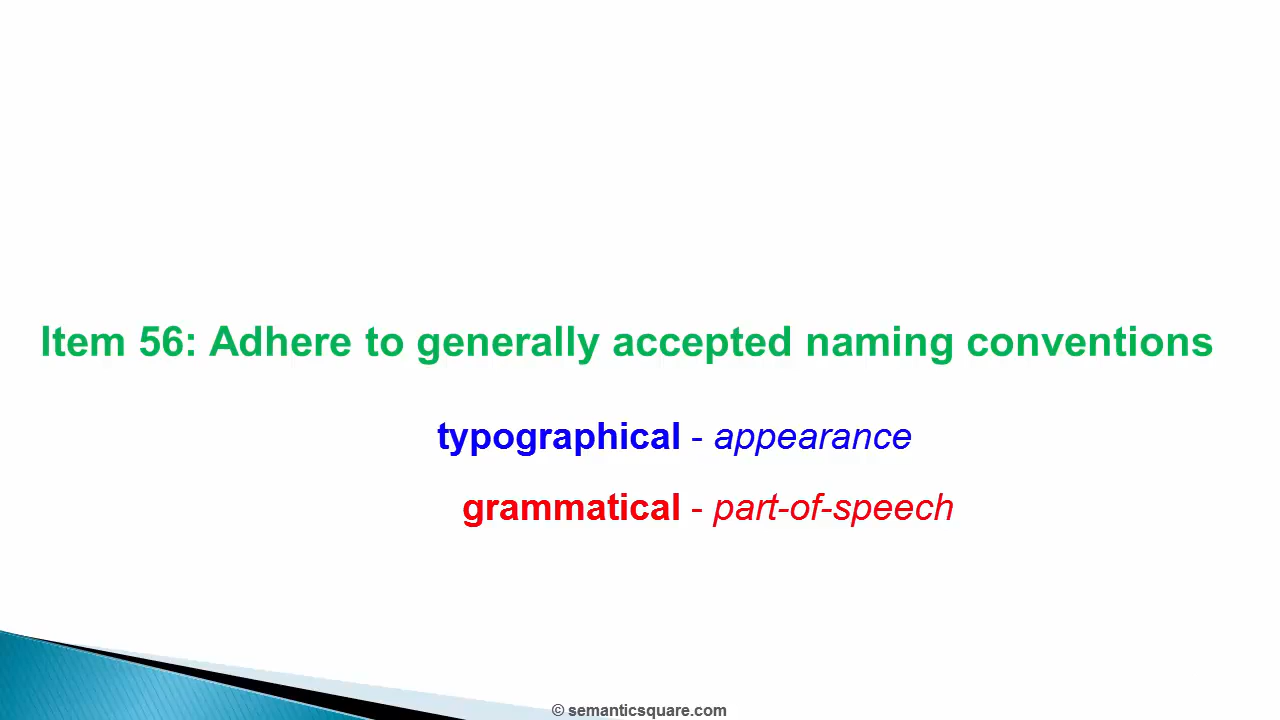 Item 56: Adhere to generally accepted naming conventions
typographical - appearance
grammatical - part-of-speech
© semanticsquare.com